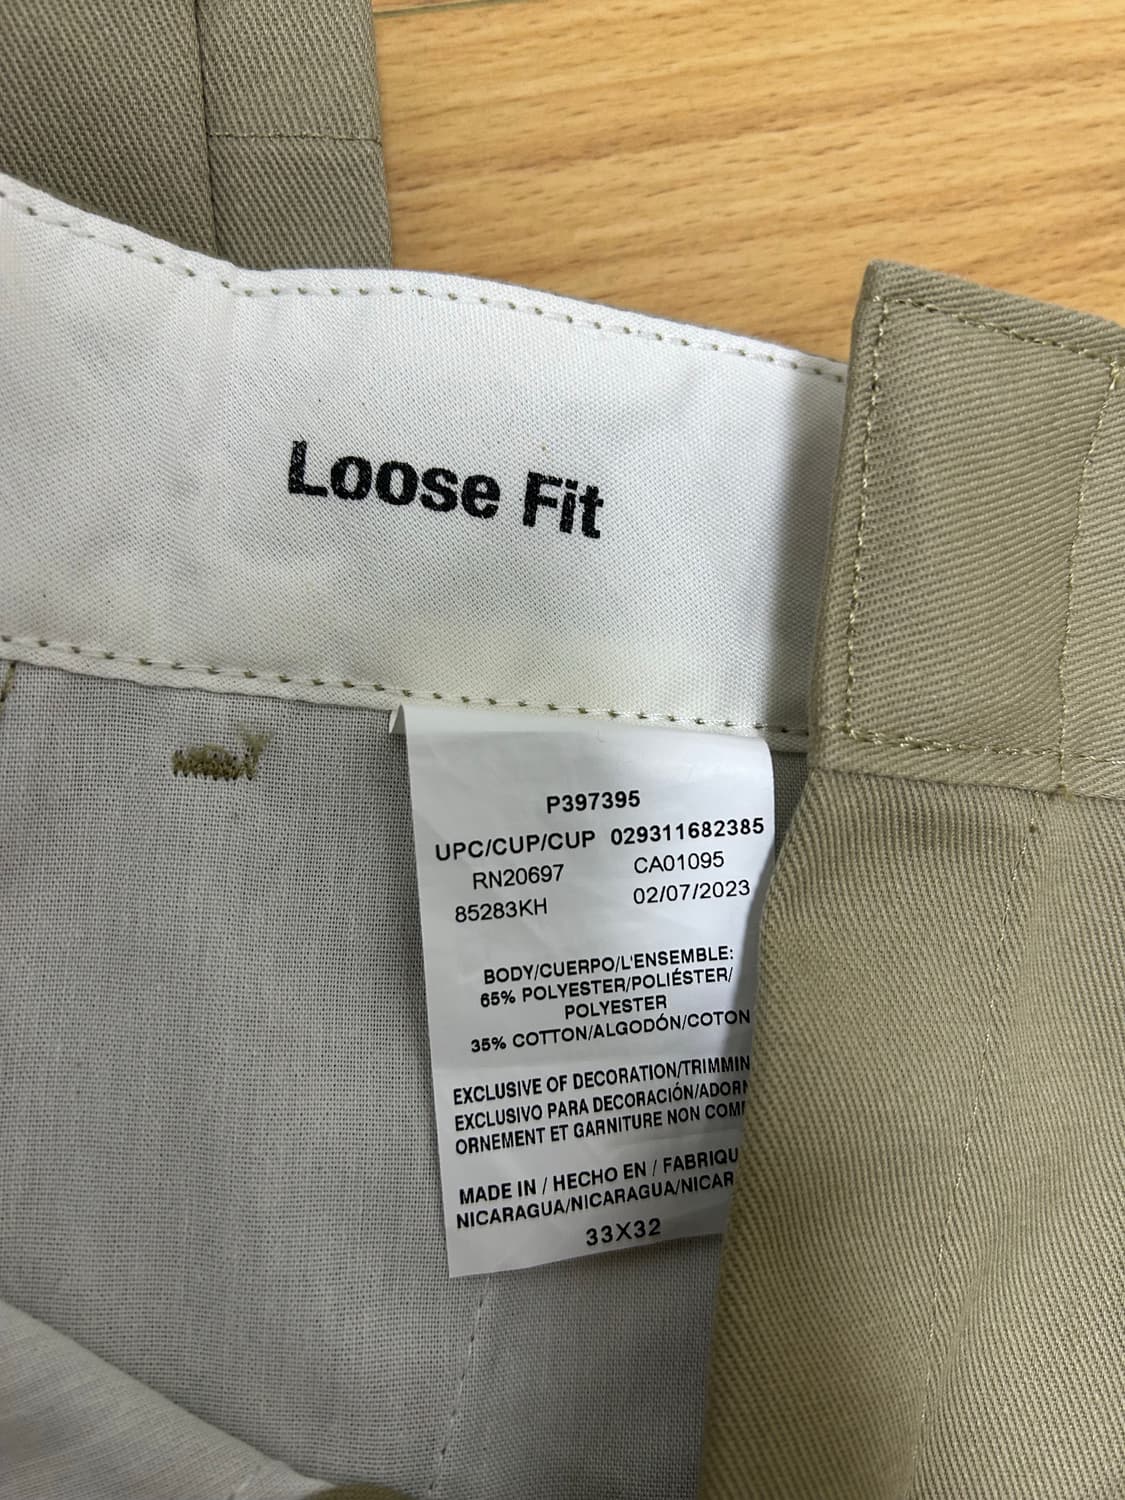 Loose Fit
P397395
UPC/CUP/CUP 029311682385
RN20697 CA01095
85283KH 02/07/2023
BODY/CUERPO/L'ENSEMBLE:
65% POLYESTER/POLIÉSTER/
POLYESTER
35% COTTON/ALGODÓN/COTON
EXCLUSIVE OF DECORATION/TRIMMIN
EXCLUSIVO PARA DECORACIÓN/ADORN
ORNEMENT ET GARNITURE NON COMP
MADE IN / HECHO EN / FABRIQU
NICARAGUA/NICARAGUA/NICAR
33X32